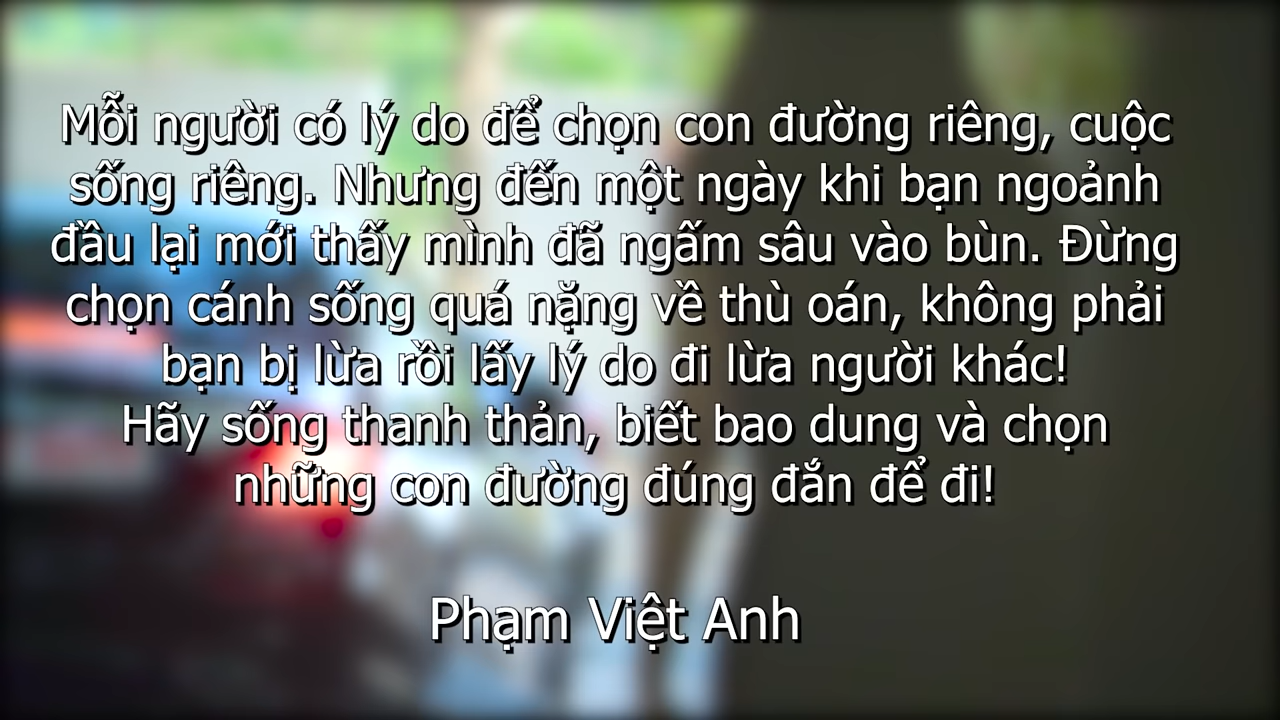 Mỗi người có lý do để chọn con đường riêng, cuộc
sống riêng. Nhưng đến một ngày khi bạn ngoảnh
đầu lại mới thấy mình đã ngấm sâu vào bùn. Đừng
chọn cánh sống quá nặng về thù oán, không phải
bạn bị lừa rồi lấy lý do đi lừa người khác!
Hãy sống thanh thản, biết bao dung và chọn
những con đường đúng đắn để đi!
Phạm Việt Anh